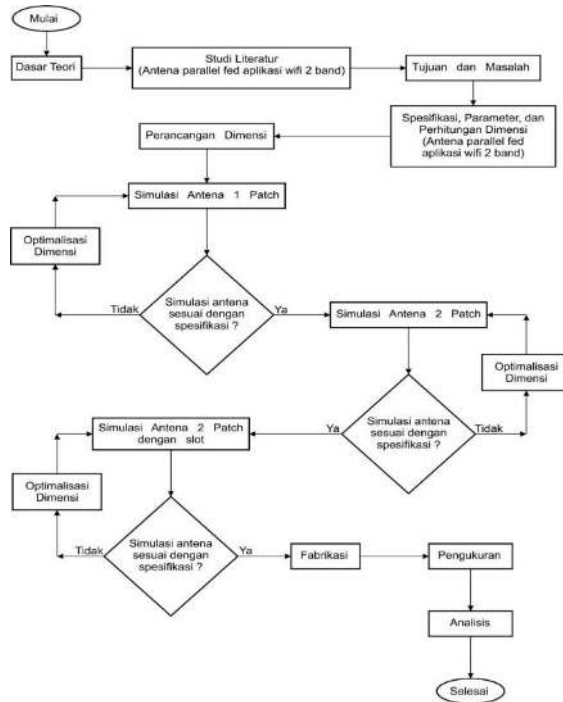 Mulai
Dasar Teori
Studi Literatur
(Antena parallel fed aplikasi wifi 2 band)
Tujuan dan Masalah
Spesifikasi, Parameter, dan
Perhitungan Dimensi
(Antena parallel fed
aplikasi wifi 2 band)
Perancangan Dimensi
Simulasi Antena 1 Patch
Optimalisasi
Dimensi
Simulasi antena
sesuai dengan
spesifikasi ?
Tidak
Ya
Simulasi Antena 2 Patch
Optimalisasi
Dimensi
Simulasi antena
sesuai dengan
spesifikasi ?
Ya
Tidak
Simulasi Antena 2 Patch
dengan slot
Optimalisasi
Dimensi
Simulasi antena
sesuai dengan
spesifikasi ?
Tidak
Ya
Fabrikasi
Pengukuran
Analisis
Selesai